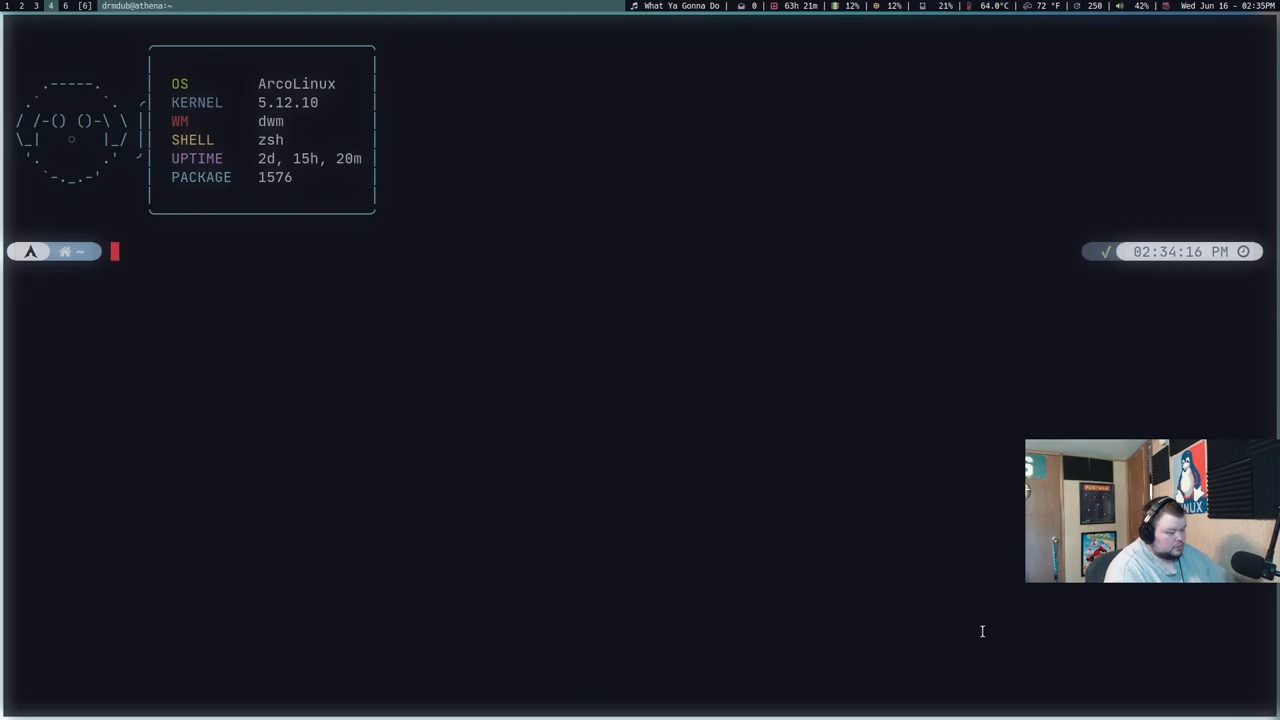 1 2 3 4 6 [6] drmdub@athena:~ What Ya Gonna Do | 0 | 63h 21m | 12% | 12% | 21% | 64.0°C | 72 °F | 250 | 42% | Wed Jun 16 - 02:35PM
OS ArcoLinux
KERNEL 5.12.10
WM dwm
SHELL zsh
UPTIME 2d, 15h, 20m
PACKAGE 1576
~ √ 02:34:16 PM